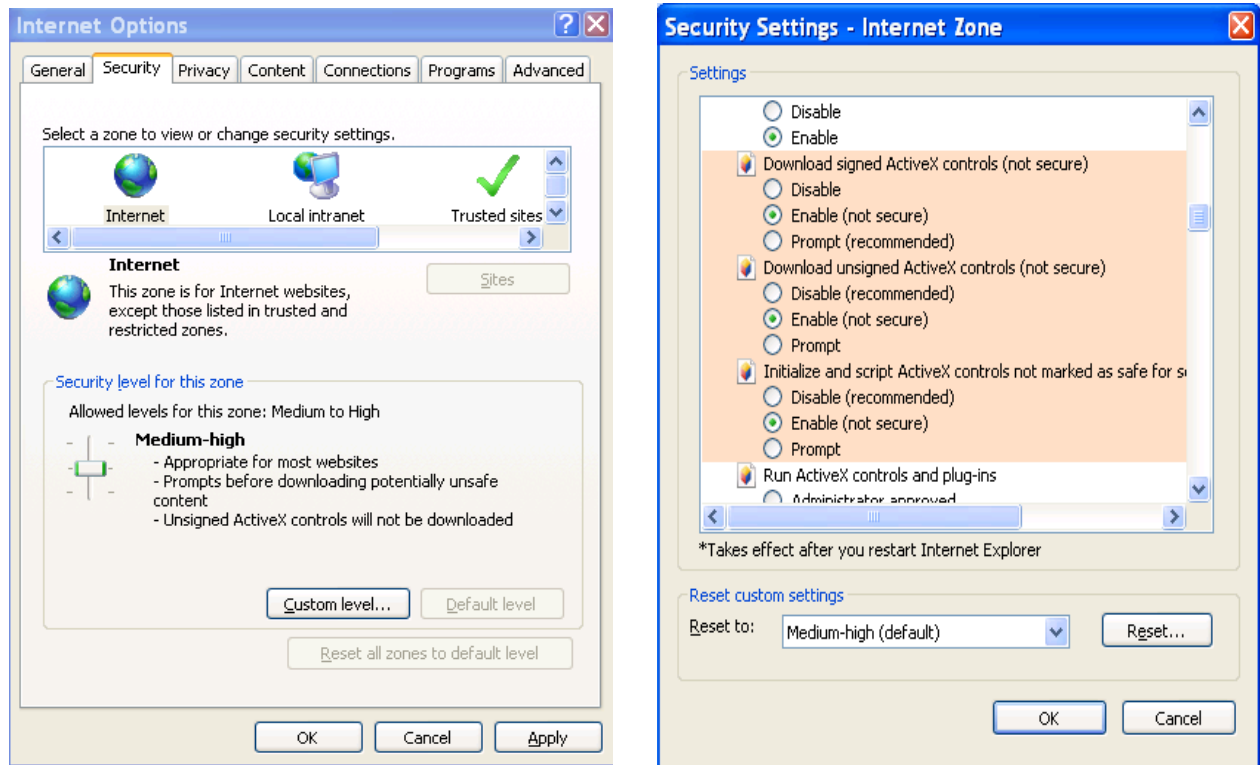 Internet Options
General Security Privacy Content Connections Programs Advanced
Select a zone to view or change security settings.
Internet Local intranet Trusted sites
Internet
Sites
This zone is for Internet websites,
except those listed in trusted and
restricted zones.
Security level for this zone
Allowed levels for this zone: Medium to High
Medium-high
- Appropriate for most websites
- Prompts before downloading potentially unsafe
content
- Unsigned ActiveX controls will not be downloaded
Custom level... Default level
Reset all zones to default level
OK Cancel Apply
Security Settings - Internet Zone
Settings
Disable
Enable
Download signed ActiveX controls (not secure)
Disable
Enable (not secure)
Prompt (recommended)
Download unsigned ActiveX controls (not secure)
Disable (recommended)
Enable (not secure)
Prompt
Initialize and script ActiveX controls not marked as safe for
Disable (recommended)
Enable (not secure)
Prompt
Run ActiveX controls and plug-ins
Administrator approved
*Takes effect after you restart Internet Explorer
Reset custom settings
Reset to: Medium-high (default) Reset...
OK Cancel